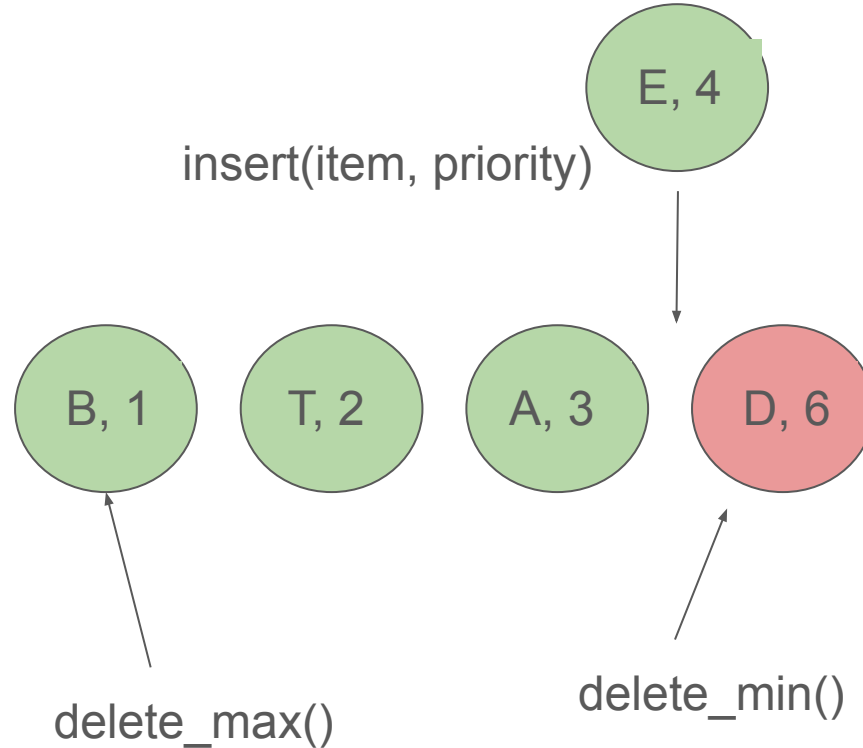 E, 4
insert(item, priority)
B, 1
T, 2
A, 3
D, 6
delete_max()
delete_min()